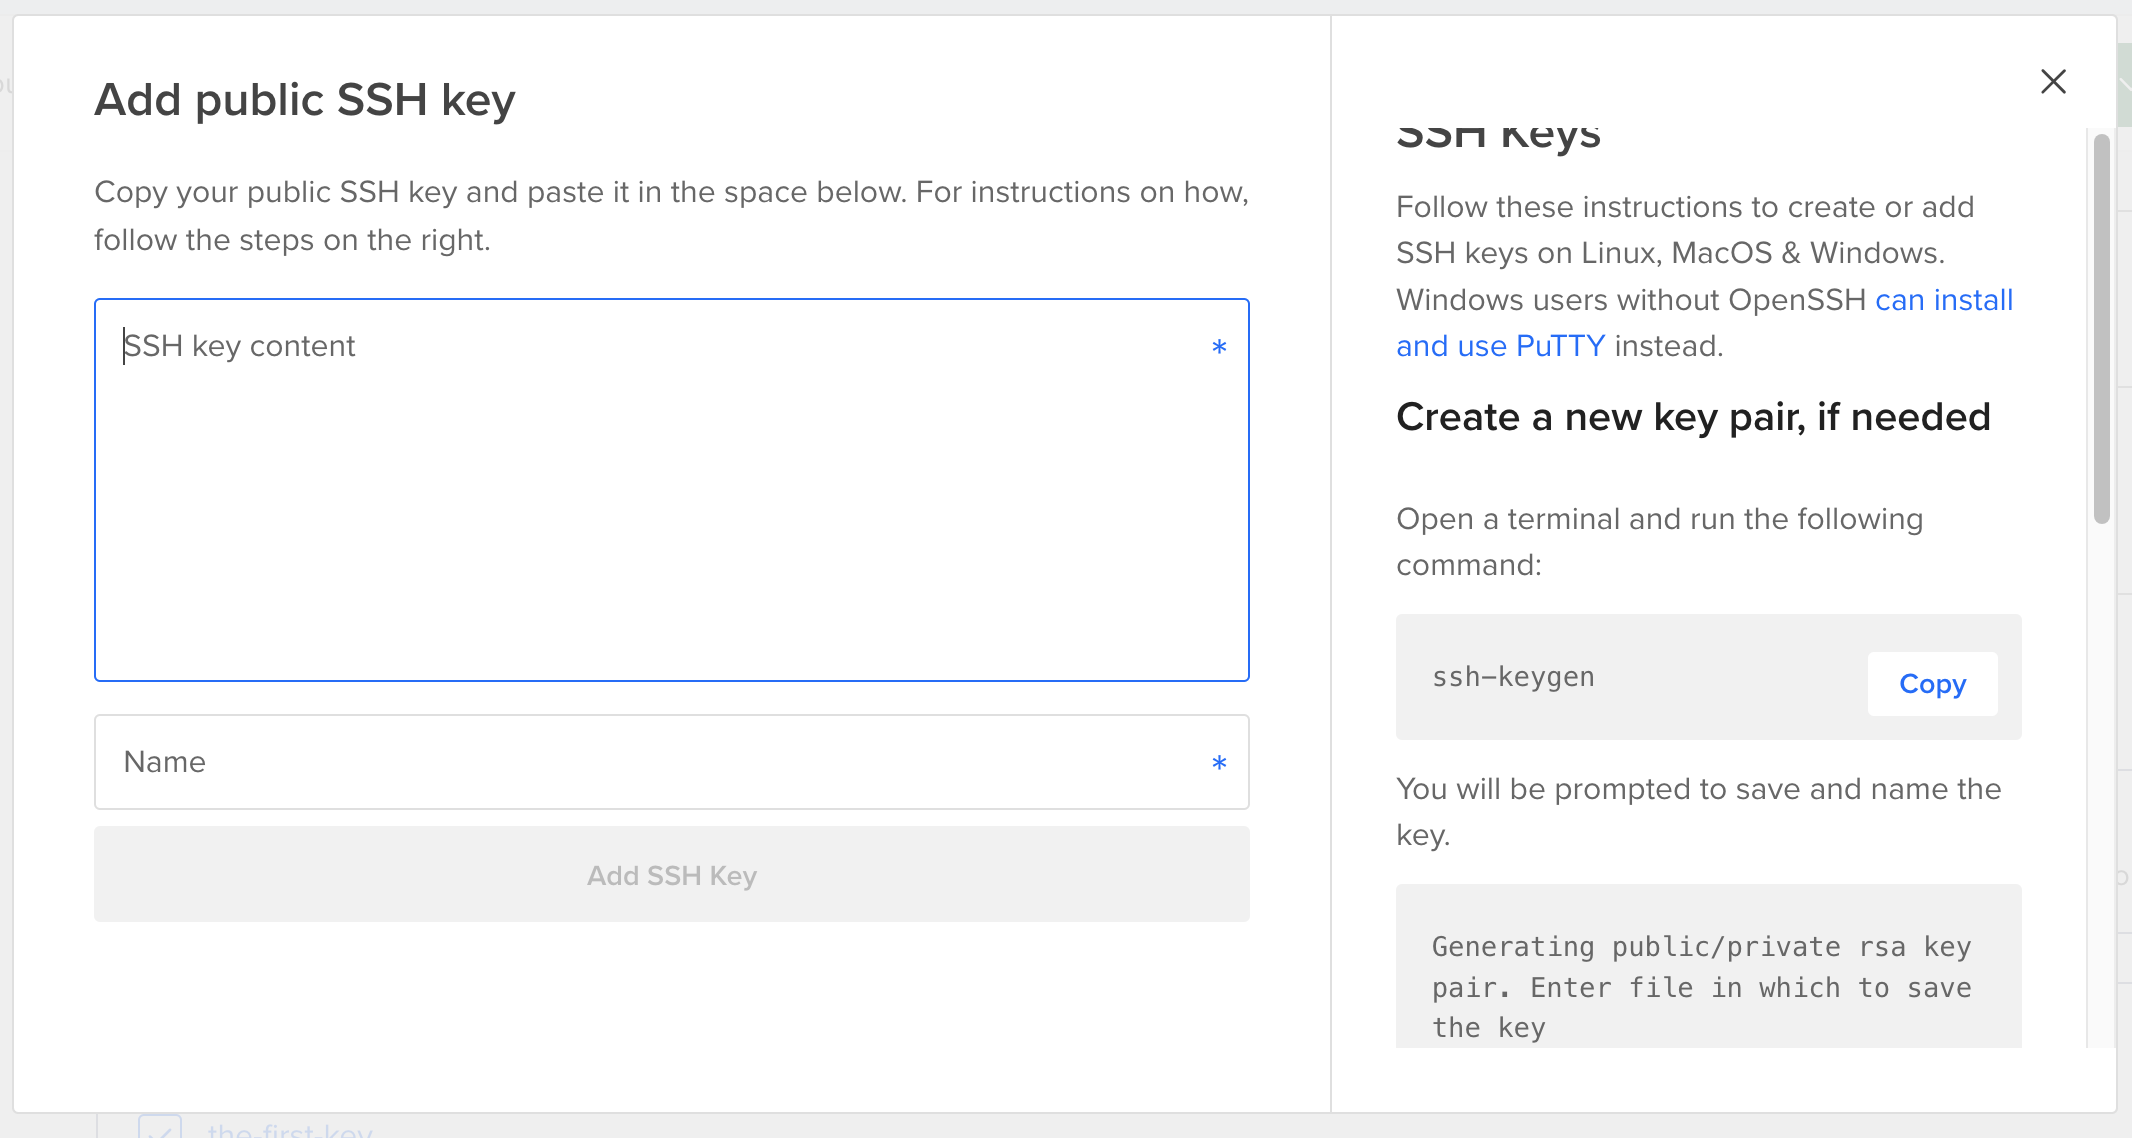 Add public SSH key
Copy your public SSH key and paste it in the space below. For instructions on how,
follow the steps on the right.
SSH key content *
Name *
Add SSH Key
SSH Keys
Follow these instructions to create or add
SSH keys on Linux, MacOS & Windows.
Windows users without OpenSSH can install
and use PuTTY instead.
Create a new key pair, if needed
Open a terminal and run the following
command:
ssh-keygen
Copy
You will be prompted to save and name the
key.
Generating public/private rsa key
pair. Enter file in which to save
the key
the-first-key